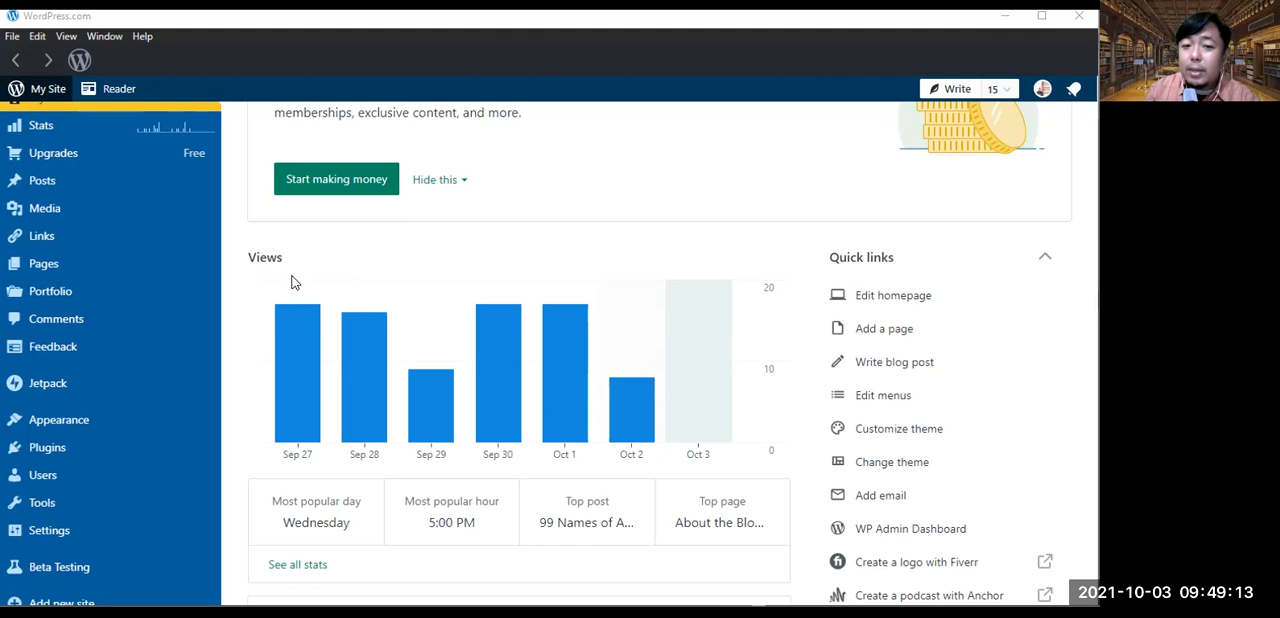 WordPress.com
File Edit View Window Help
My Site Reader Write 15
memberships, exclusive content, and more.
Start making money Hide this
Stats
Upgrades Free
Posts
Media
Links
Pages
Portfolio
Comments
Feedback
Jetpack
Appearance
Plugins
Users
Tools
Settings
Beta Testing
Add new site
Views
20
10
0
Sep 27 Sep 28 Sep 29 Sep 30 Oct 1 Oct 2 Oct 3
Most popular day Most popular hour Top post Top page
Wednesday 5:00 PM 99 Names of A... About the Blo...
See all stats
Quick links
Edit homepage
Add a page
Write blog post
Edit menus
Customize theme
Change theme
Add email
WP Admin Dashboard
Create a logo with Fiverr
Create a podcast with Anchor
2021-10-03 09:49:13